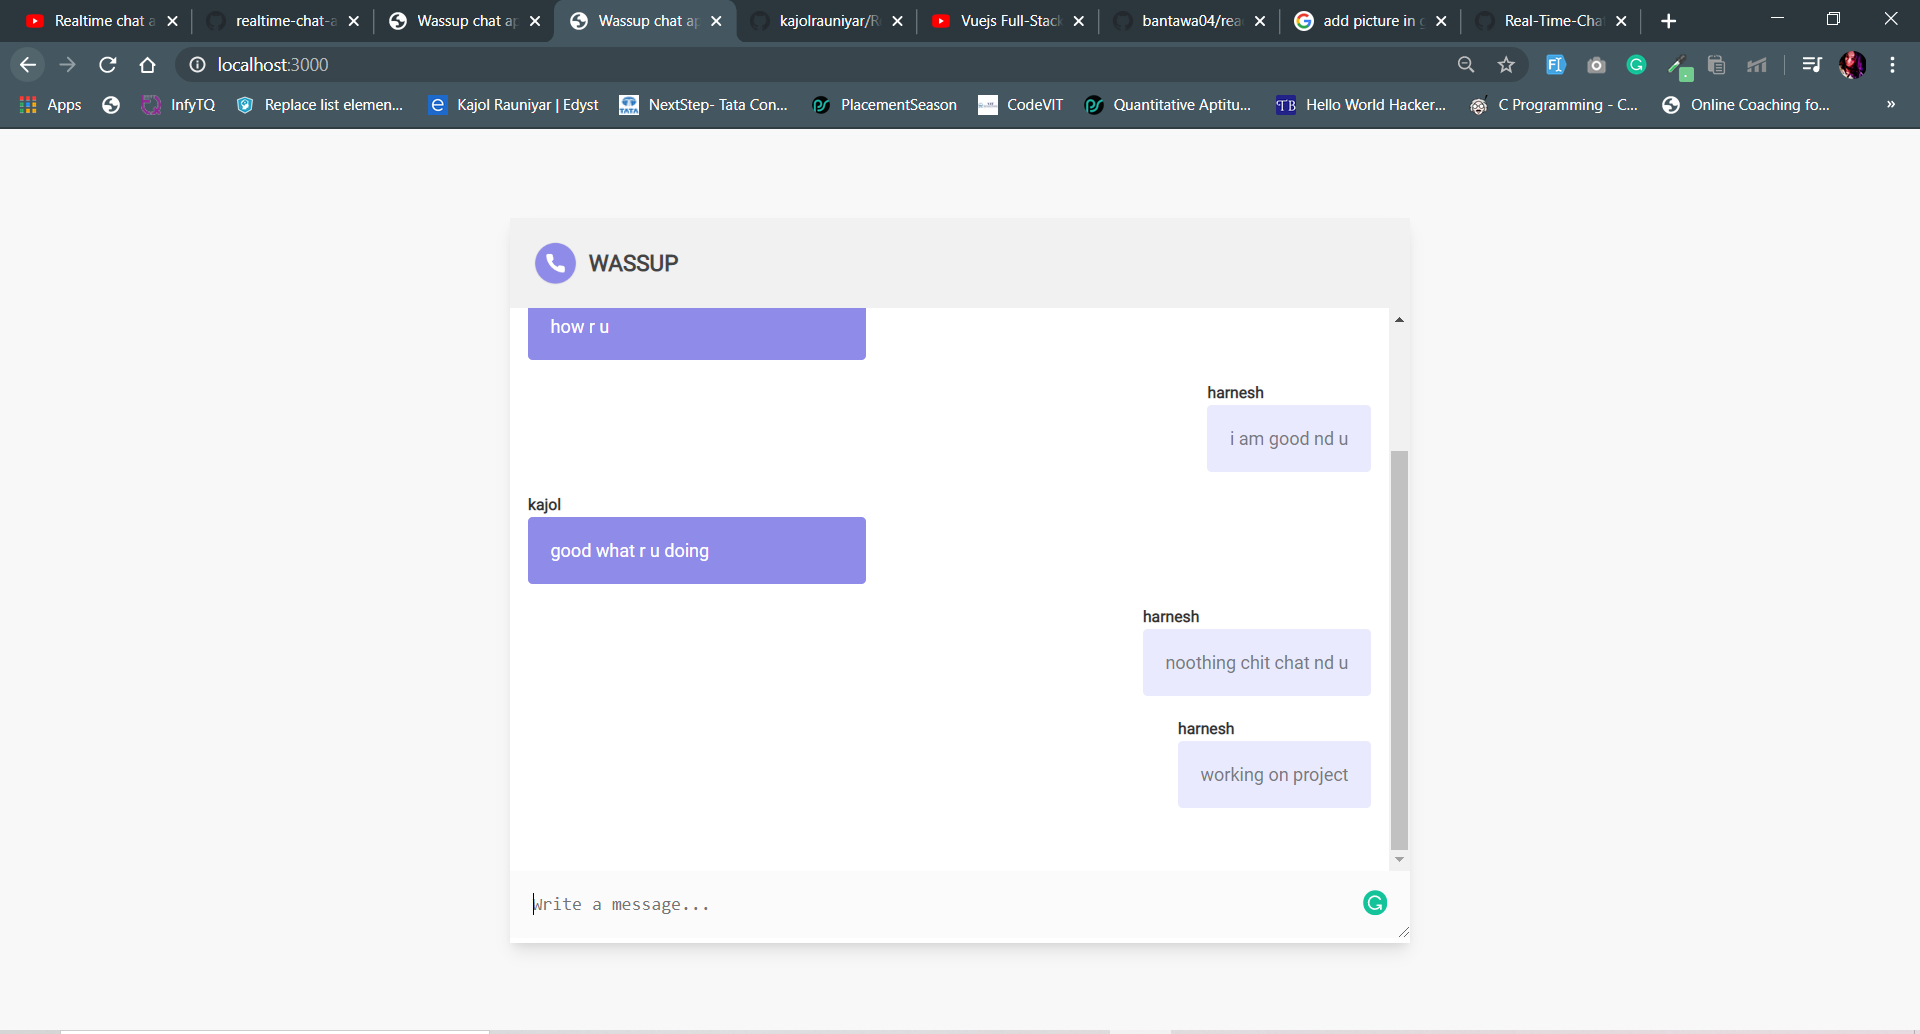 Realtime chat a
realtime-chat-a
Wassup chat ap
Wassup chat ap
kajolrauniyar/R
Vuejs Full-Stack
bantawa04/rea
add picture in g
Real-Time-Cha
localhost:3000
Apps
InfyTQ
Replace list elemen...
Kajol Rauniyar | Edyst
NextStep- Tata Con...
PlacementSeason
CodeVIT
Quantitative Aptitu...
Hello World Hacker...
C Programming - C...
Online Coaching fo...
»
WASSUP
how r u
harnesh
i am good nd u
kajol
good what r u doing
harnesh
noothing chit chat nd u
harnesh
working on project
Write a message...